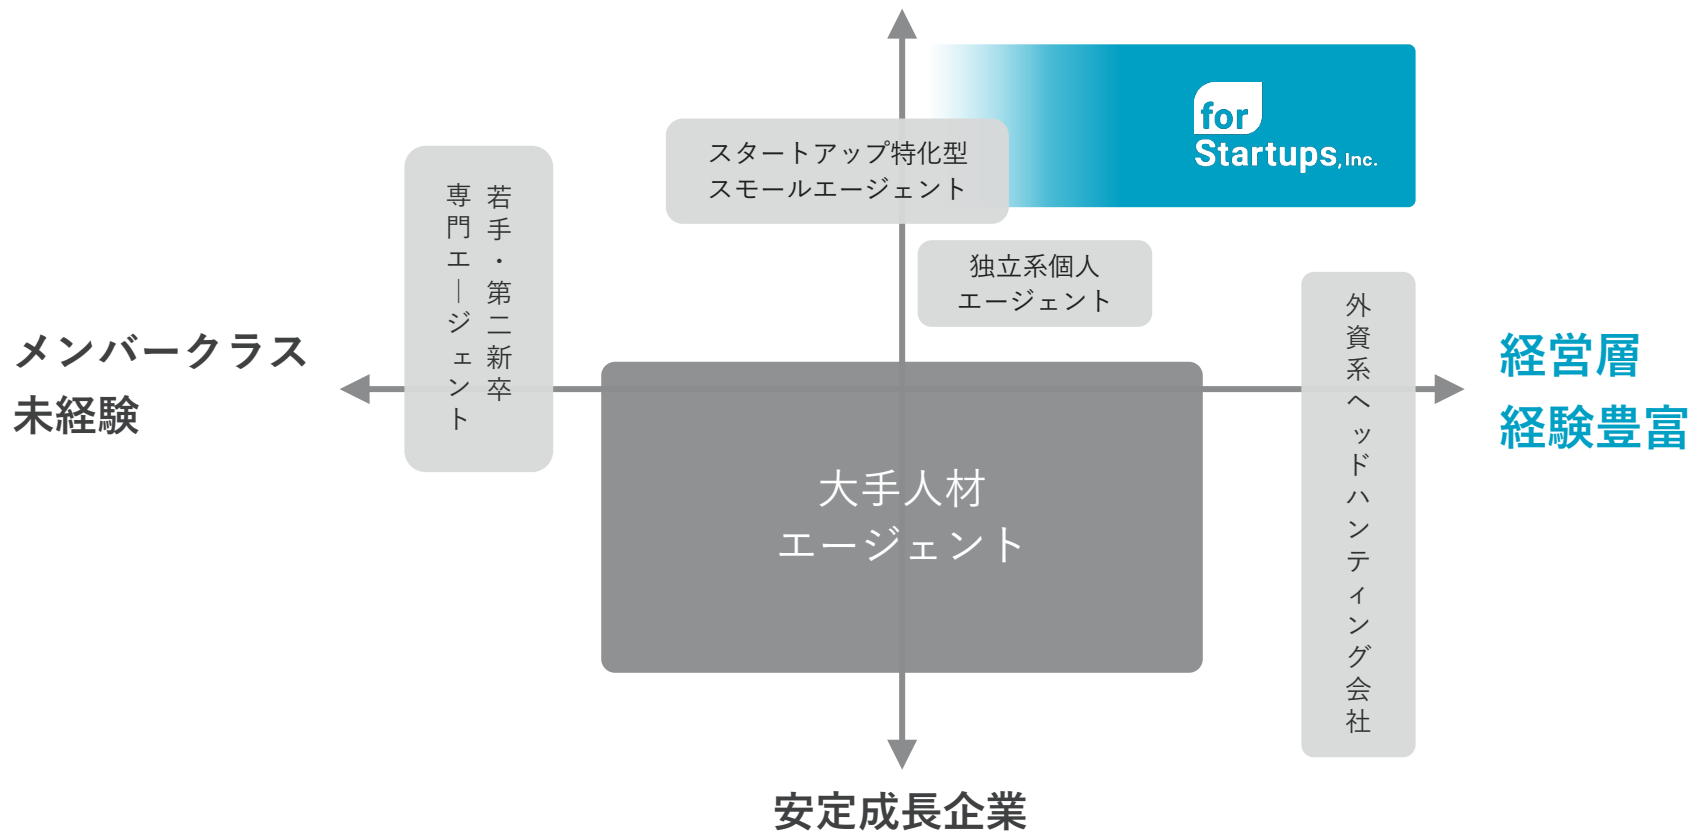 for
Startups, Inc.
スタートアップ特化型
スモールエージェント
若手・第二新卒
専門エージェント
独立系個人
エージェント
外資系ヘッドハンティング会社
メンバークラス
未経験
経営層
経験豊富
大手人材
エージェント
安定成長企業